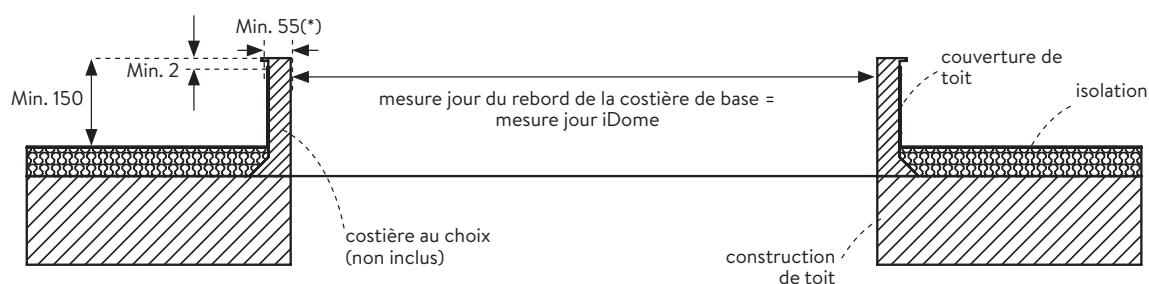 Min. 55(*)
Min. 2
Min. 150
mesure jour du rebord de la costière de base =
mesure jour iDome
couverture de
toit
isolation
costière au choix
(non inclus)
construction
de toit